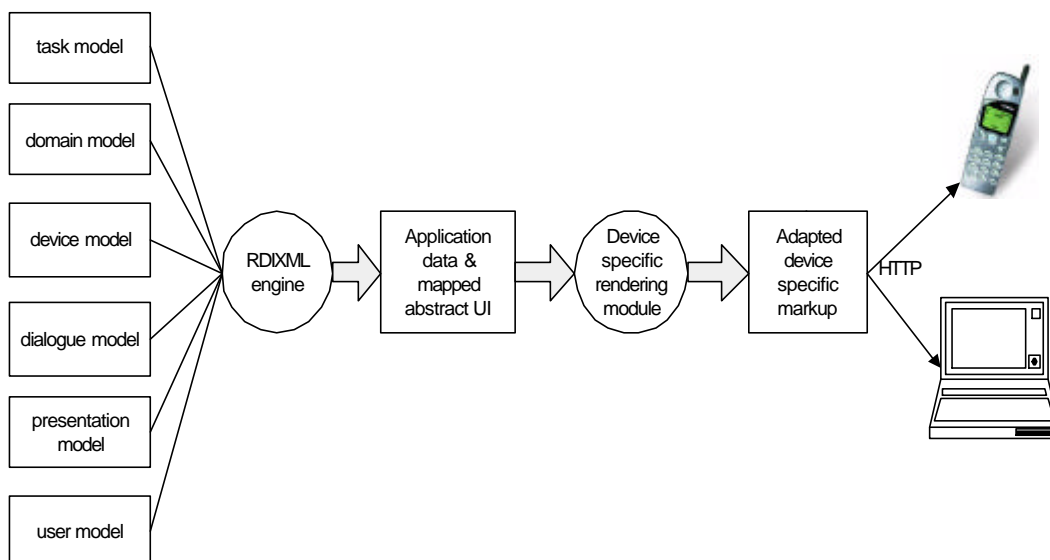 task model
domain model
device model
dialogue model
presentation
model
user model
RDIXML
engine
Application
data &
mapped
abstract UI
Device
specific
rendering
module
Adapted
device
specific
markup
HTTP